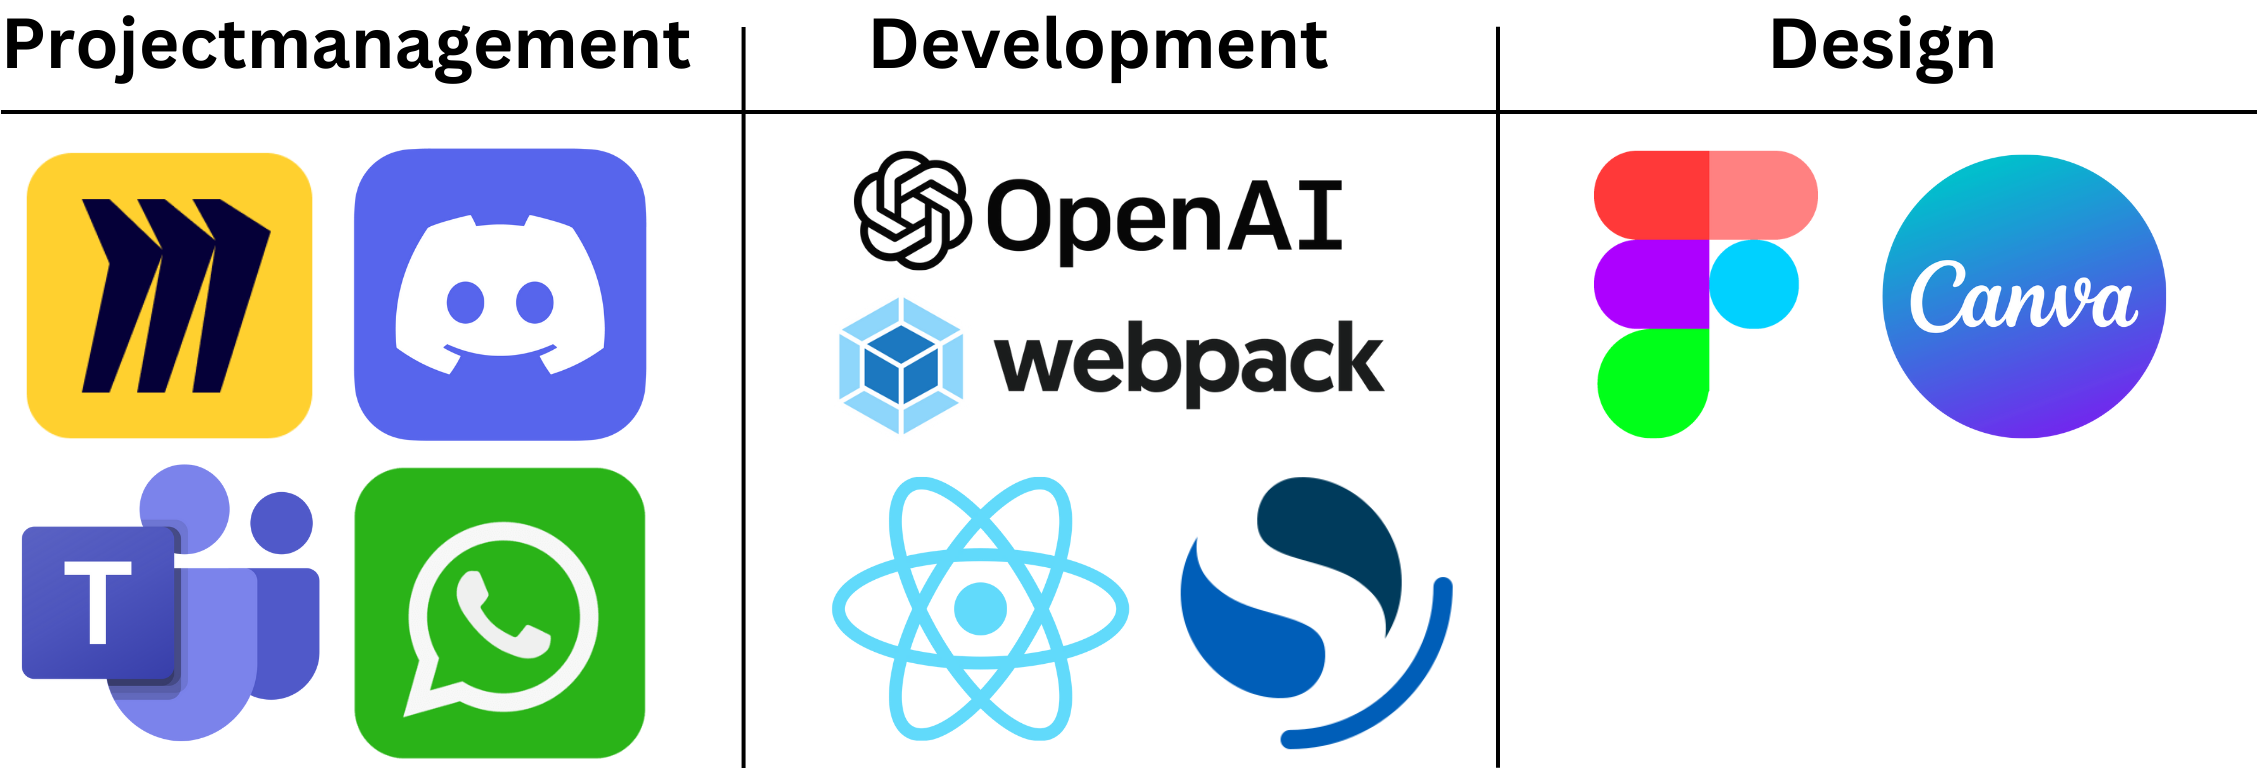 Projectmanagement
Development
Design
OpenAI
webpack
Canva
T